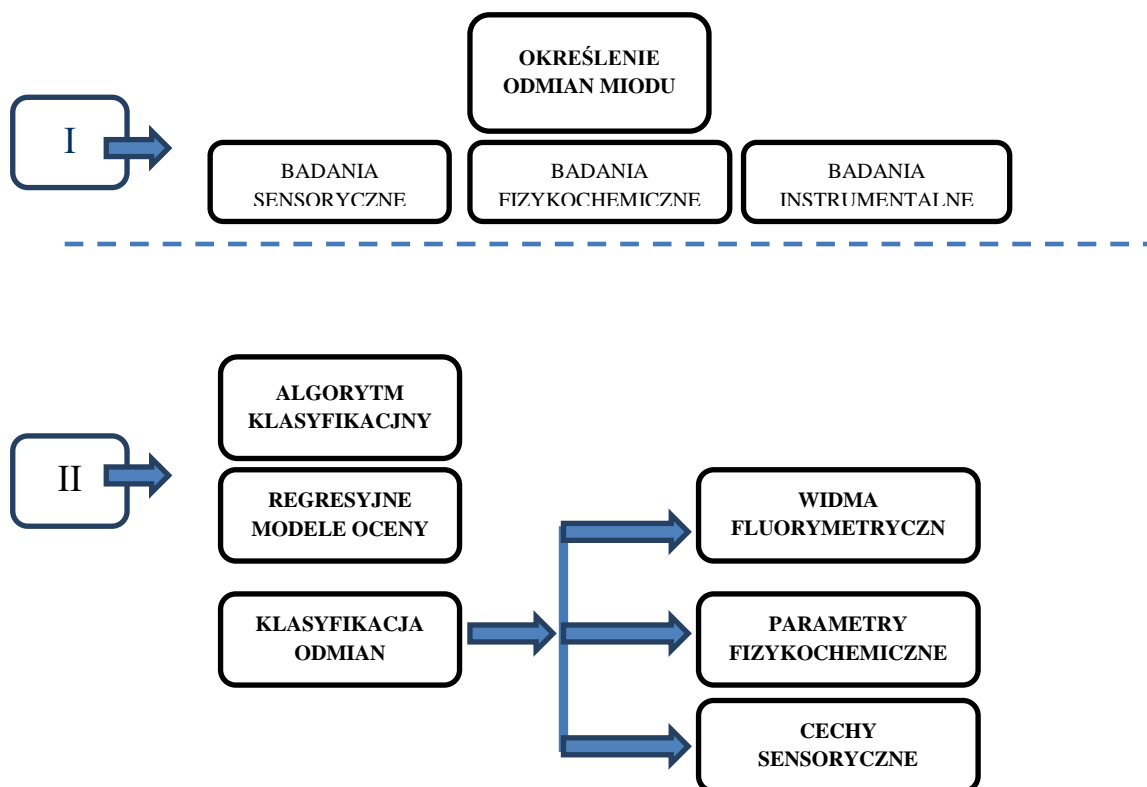 OKREŚLENIE
ODMIAN MIODU
I
BADANIA
SENSORYCZNE
BADANIA
FIZYKOCHEMICZNE
BADANIA
INSTRUMENTALNE
ALGORYTM
KLASYFIKACJNY
II
REGRESYJNE
MODELE OCENY
WIDMA
FLUORYMETRYCZN
KLASYFIKACJA
ODMIAN
PARAMETRY
FIZYKOCHEMICZNE
CECHY
SENSORYCZNE